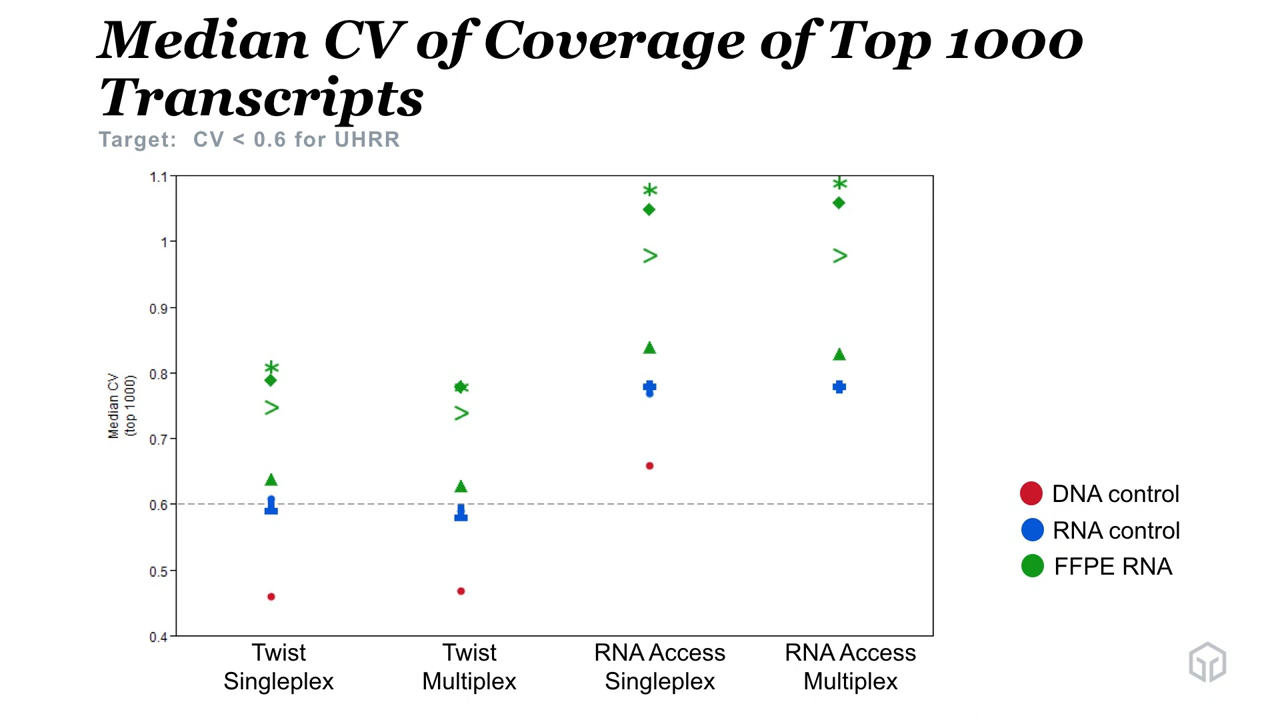 Median CV of Coverage of Top 1000
Transcripts
Target: CV < 0.6 for UHRR
1.1
1
0.9
0.8
0.7
0.6
0.5
0.4
Median CV
(top 1000)
Twist
Singleplex
Twist
Multiplex
RNA Access
Singleplex
RNA Access
Multiplex
DNA control
RNA control
FFPE RNA